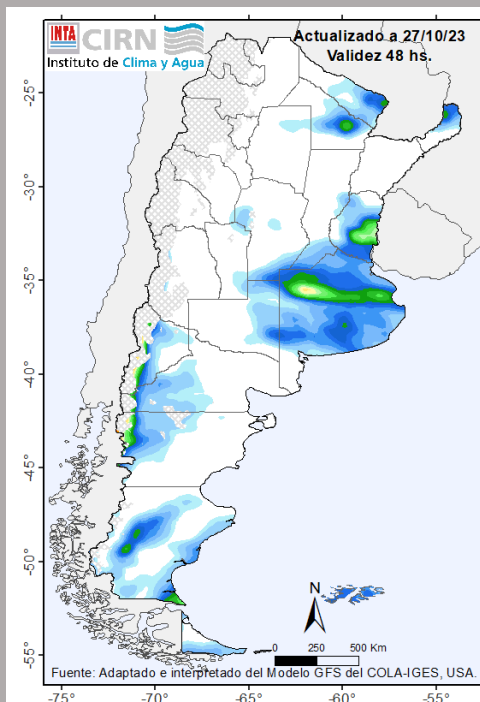 INTA CIRN
Instituto de Clima y Agua
Actualizado a 27/10/23
Validez 48 hs.
-25°
-30°
-35°
-40°
-45°
-50°
-55°
N
0 250 500 Km
Fuente: Adaptado e interpretado del Modelo GFS del COLA-IGES, USA.
-75° -70° -65° -60° -55°